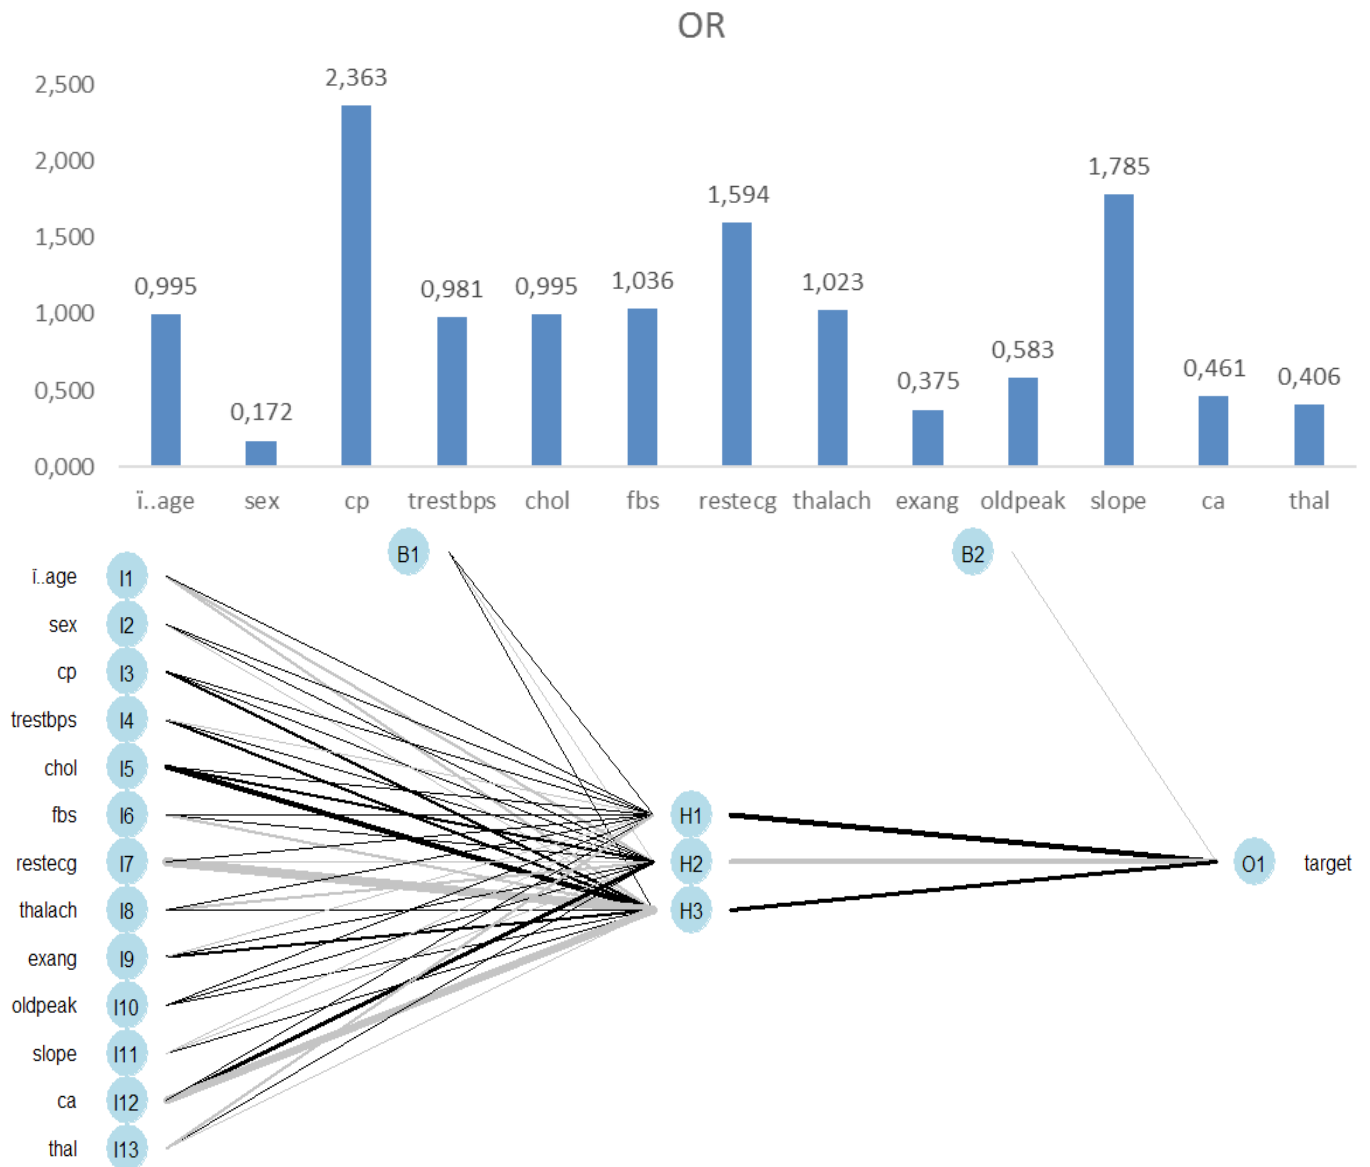 OR
2,500
2,000
1,500
1,000
0,500
0,000
0,995
0,172
2,363
0,981
0,995
1,036
1,594
1,023
0,375
0,583
1,785
0,461
0,406
ï..age sex cp trestbps chol fbs restecg thalach exang oldpeak slope ca thal
B1 B2
ï..age I1
sex I2
cp I3
trestbps I4
chol I5
fbs I6 H1
restecg I7 H2 O1 target
thalach I8 H3
exang I9
oldpeak I10
slope I11
ca I12
thal I13